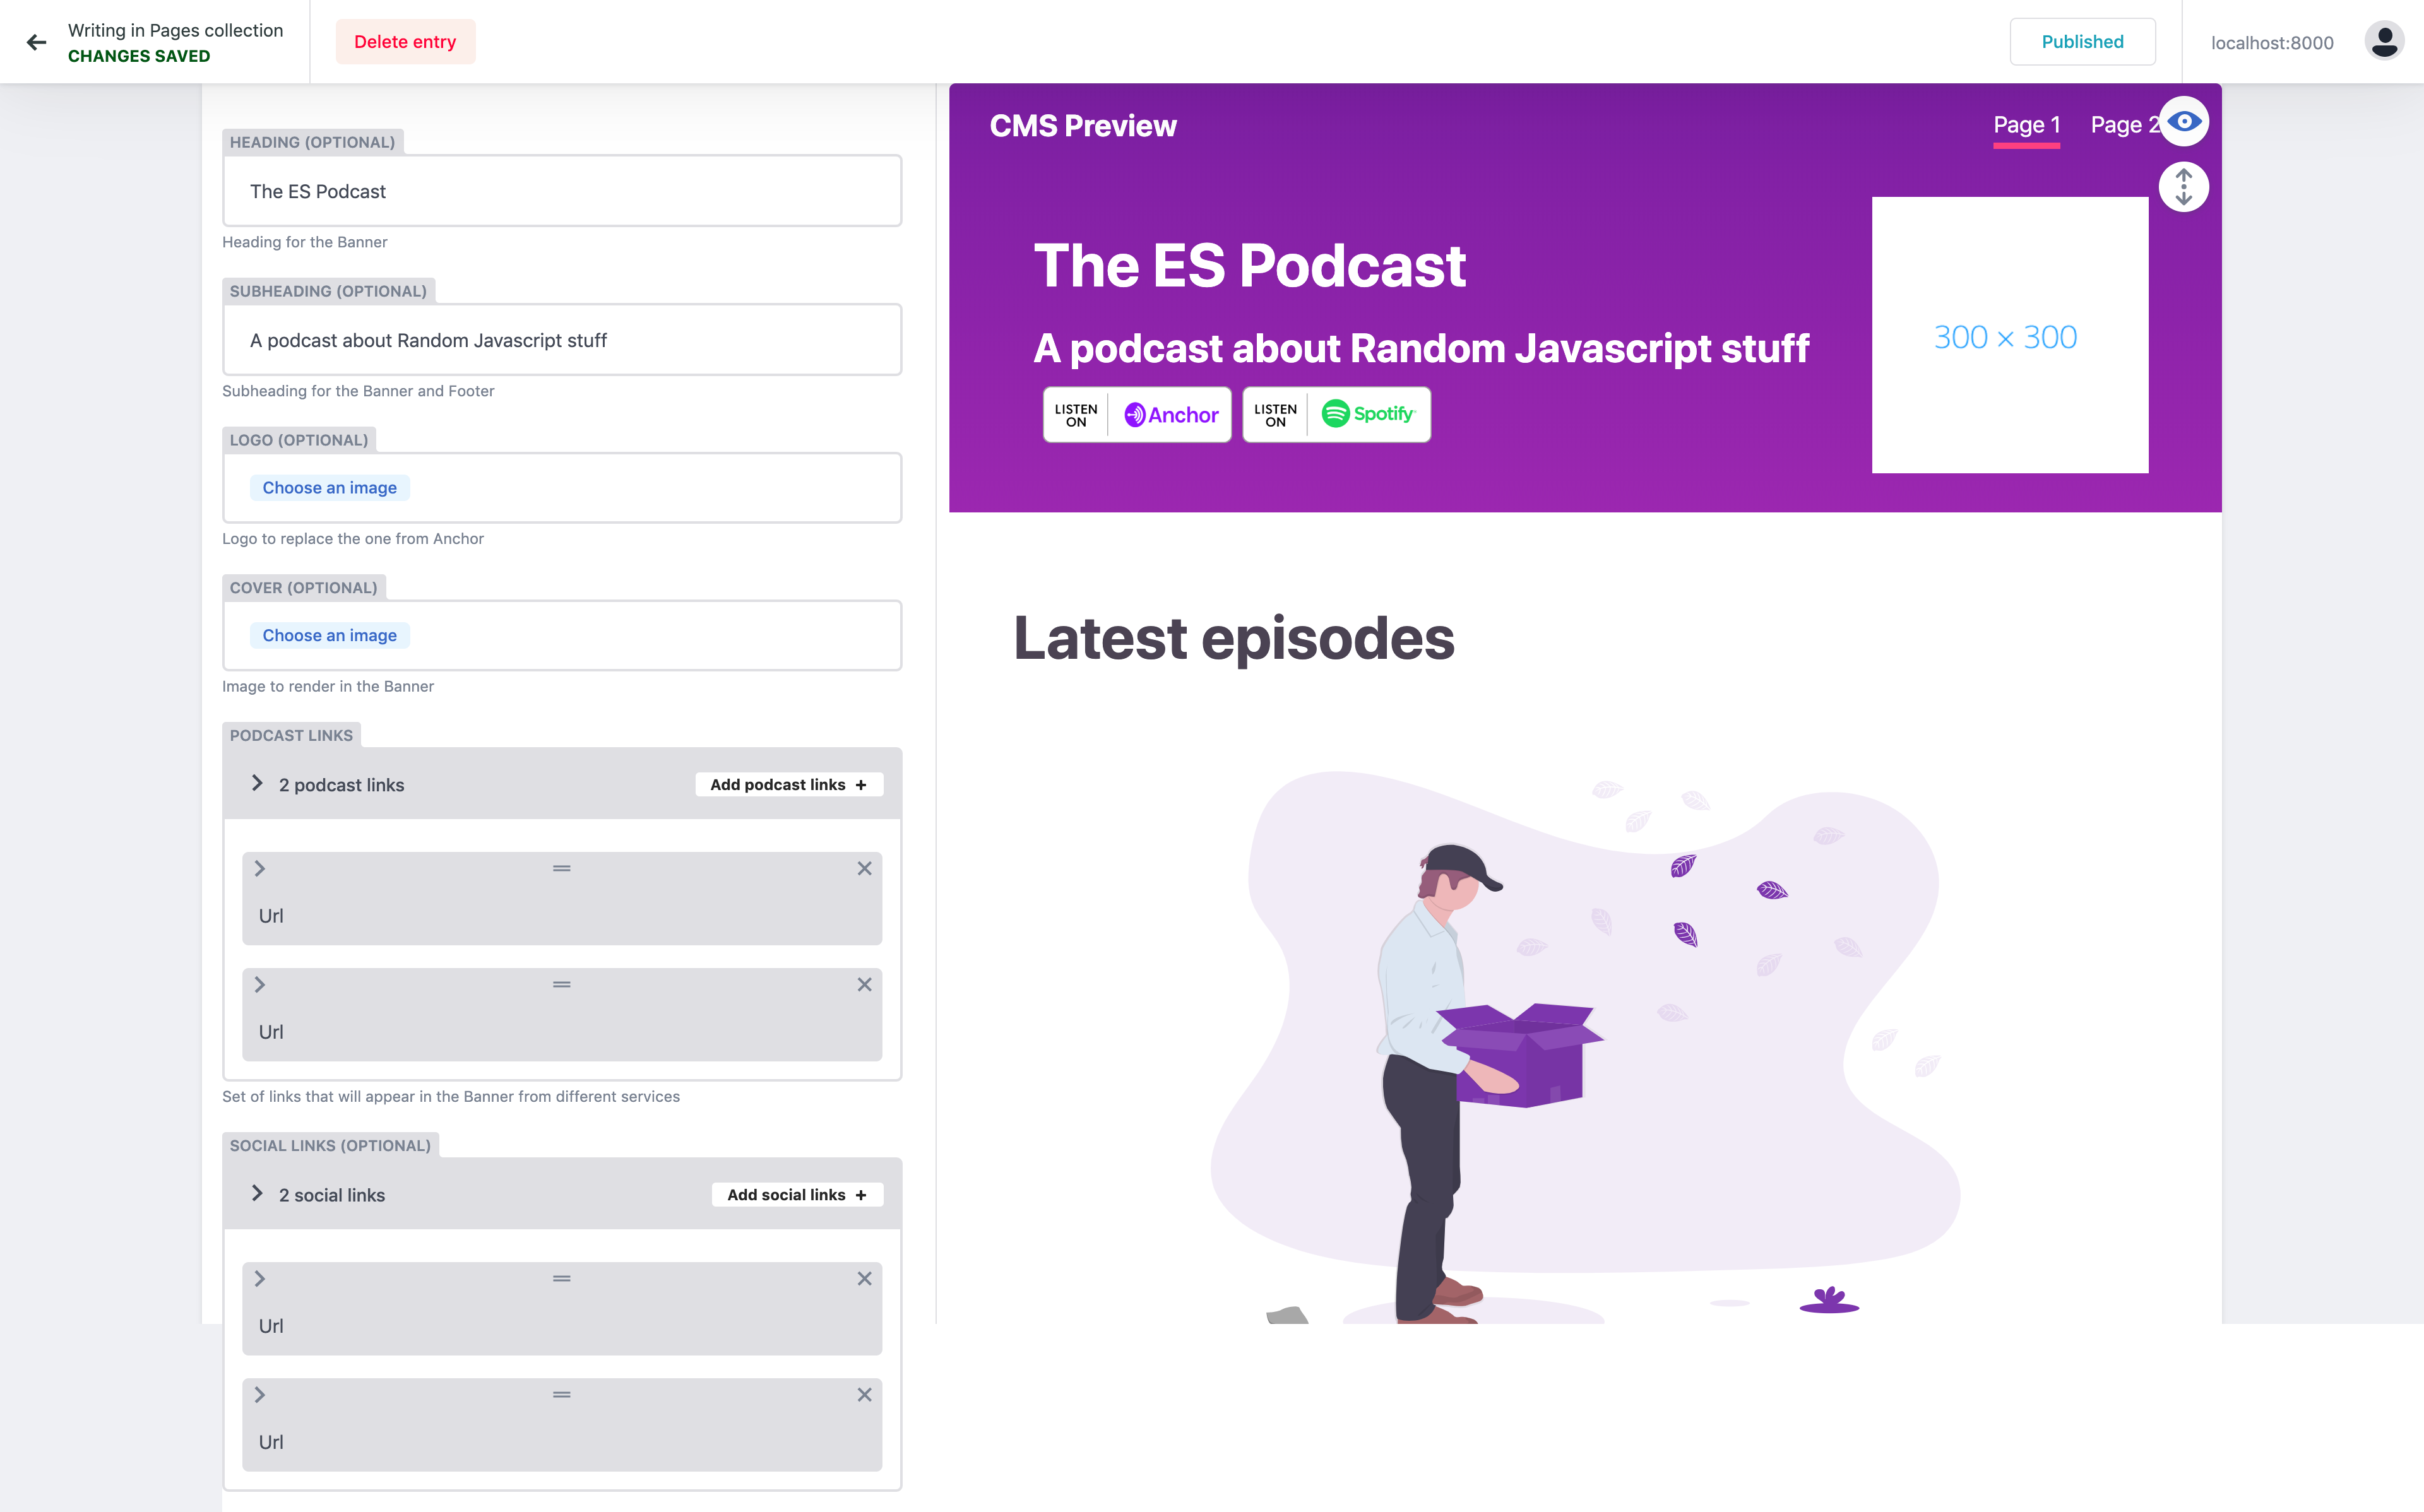 Writing in Pages collection
CHANGES SAVED
Delete entry
Published
localhost:8000
HEADING (OPTIONAL)
The ES Podcast
Heading for the Banner
SUBHEADING (OPTIONAL)
A podcast about Random Javascript stuff
Subheading for the Banner and Footer
LOGO (OPTIONAL)
Choose an image
Logo to replace the one from Anchor
COVER (OPTIONAL)
Choose an image
Image to render in the Banner
PODCAST LINKS
2 podcast links
Add podcast links +
Url
Url
Set of links that will appear in the Banner from different services
SOCIAL LINKS (OPTIONAL)
2 social links
Add social links +
Url
Url
CMS Preview
Page 1
Page 2
The ES Podcast
A podcast about Random Javascript stuff
LISTEN
ON
Anchor
LISTEN
ON
Spotify
300 × 300
Latest episodes